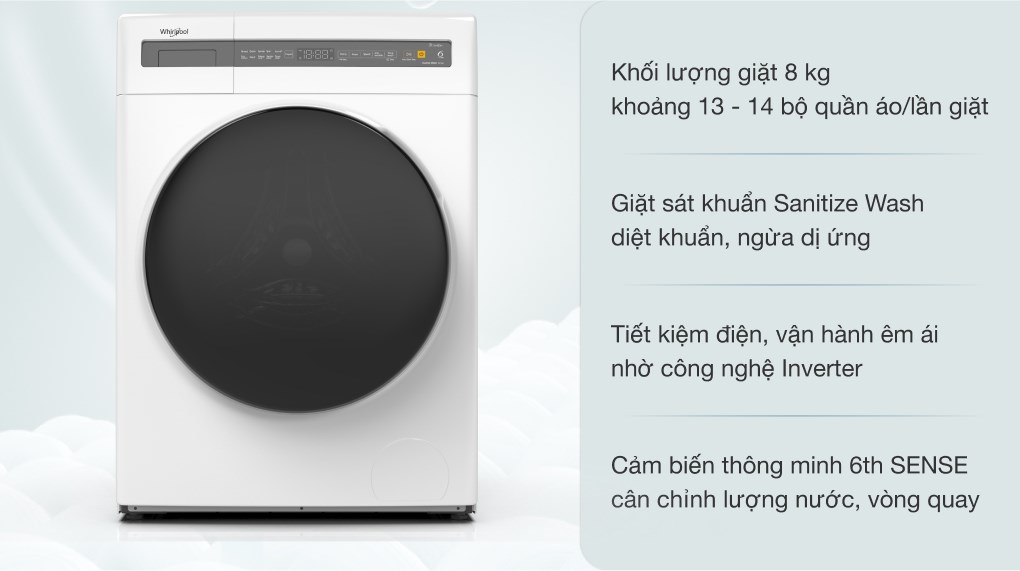 Whirlpool
18:88
Khối lượng giặt 8 kg
khoảng 13 - 14 bộ quần áo/lần giặt
Giặt sát khuẩn Sanitize Wash
diệt khuẩn, ngừa dị ứng
Tiết kiệm điện, vận hành êm ái
nhờ công nghệ Inverter
Cảm biến thông minh 6th SENSE
cân chỉnh lượng nước, vòng quay